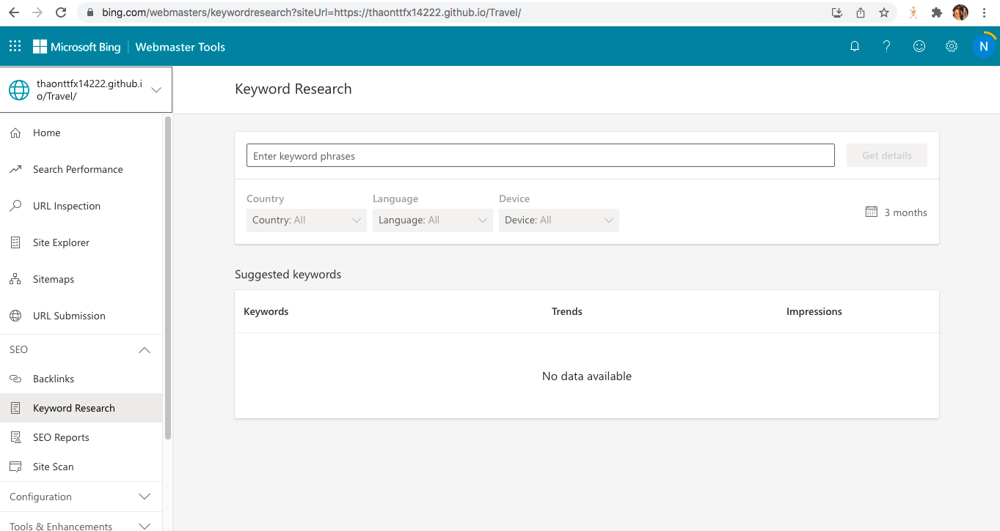 bing.com/webmasters/keywordresearch?siteUrl=https://thaonttfx14222.github.io/Travel/
Microsoft Bing
Webmaster Tools
N
thaonttfx14222.github.i
o/Travel/
Keyword Research
Home
Search Performance
URL Inspection
Site Explorer
Sitemaps
URL Submission
SEO
Backlinks
Keyword Research
SEO Reports
Site Scan
Configuration
Tools & Enhancements
Enter keyword phrases
Get details
Country
Language
Device
Country: All
Language: All
Device: All
3 months
Suggested keywords
Keywords
Trends
Impressions
No data available